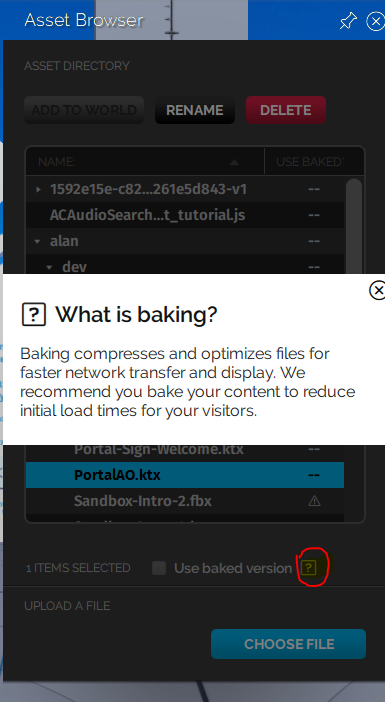 Asset Browser
ASSET DIRECTORY
ADD TO WORLD RENAME DELETE
NAME: USE BAKED?
1592e15e-c82...261e5d843-v1 --
ACAudioSearch...t_tutorial.js --
alan --
dev --
? What is baking?
Baking compresses and optimizes files for
faster network transfer and display. We
recommend you bake your content to reduce
initial load times for your visitors.
Portal-Sign-Welcome.ktx --
PortalAO.ktx --
Sandbox-Intro-2.fbx
1 ITEMS SELECTED Use baked version ?
UPLOAD A FILE
CHOOSE FILE